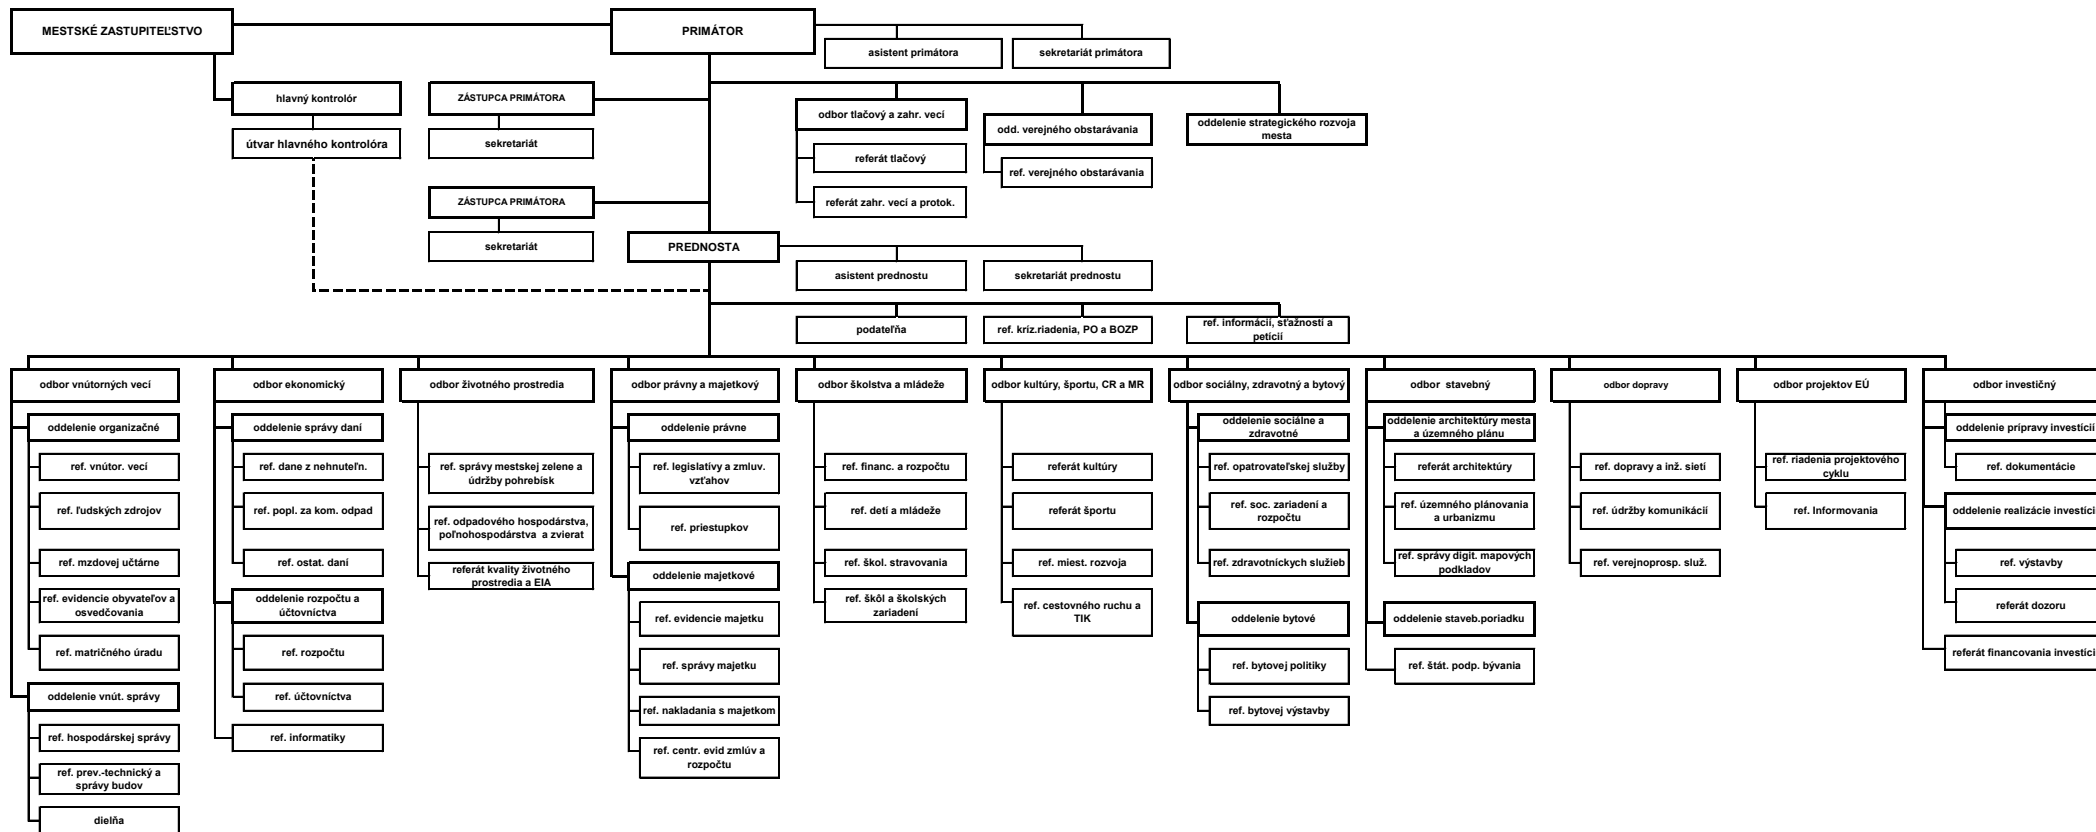 MESTSKÉ ZASTUPITEĽSTVO
PRIMÁTOR
asistent primátora
sekretariát primátora
hlavný kontrolór
ZÁSTUPCA PRIMÁTORA
odbor tlačový a zahr. vecí
odd. verejného obstarávania
oddelenie strategického rozvoja
mesta
útvar hlavného kontrolóra
sekretariát
referát tlačový
ref. verejného obstarávania
ZÁSTUPCA PRIMÁTORA
referát zahr. vecí a protok.
sekretariát
PREDNOSTA
asistent prednostu
sekretariát prednostu
podateľňa
ref. kríz.riadenia, PO a BOZP
ref. informácií, sťažností a
petícií
odbor vnútorných vecí
oddelenie organizačné
ref. vnútor. vecí
ref. ľudských zdrojov
ref. mzdovej učtárne
ref. evidencie obyvateľov a
osvedčovania
ref. matričného úradu
oddelenie vnút. správy
ref. hospodárskej správy
ref. prev.-technický a
správy budov
dielňa
odbor ekonomický
oddelenie správy daní
ref. dane z nehnuteľn.
ref. popl. za kom. odpad
ref. ostat. daní
oddelenie rozpočtu a
účtovníctva
ref. rozpočtu
ref. účtovníctva
ref. informatiky
odbor životného prostredia
ref. správy mestskej zelene a
údržby pohrebísk
ref. odpadového hospodárstva,
poľnohospodárstva a zvierat
referát kvality životného
prostredia a EIA
odbor právny a majetkový
oddelenie právne
ref. legislatívy a zmluv.
vzťahov
ref. priestupkov
oddelenie majetkové
ref. evidencie majetku
ref. správy majetku
ref. nakladania s majetkom
ref. centr. evid zmlúv a
rozpočtu
odbor školstva a mládeže
ref. financ. a rozpočtu
ref. detí a mládeže
ref. škol. stravovania
ref. škôl a školských
zariadení
odbor kultúry, športu, CR a MR
referát kultúry
referát športu
ref. miest. rozvoja
ref. cestovného ruchu a
TIK
odbor sociálny, zdravotný a bytový
oddelenie sociálne a
zdravotné
ref. opatrovateľskej služby
ref. soc. zariadení a
rozpočtu
ref. zdravotníckych služieb
oddelenie bytové
ref. bytovej politiky
ref. bytovej výstavby
odbor stavebný
oddelenie architektúry mesta
a územného plánu
referát architektúry
ref. územného plánovania
a urbanizmu
ref. správy digit. mapových
podkladov
oddelenie staveb.poriadku
ref. štát. podp. bývania
odbor dopravy
ref. dopravy a inž. sietí
ref. údržby komunikácií
ref. verejnoprosp. služ.
odbor projektov EÚ
ref. riadenia projektového
cyklu
ref. Informovania
odbor investičný
oddelenie prípravy investícií
ref. dokumentácie
oddelenie realizácie investíci
ref. výstavby
referát dozoru
referát financovania investíci